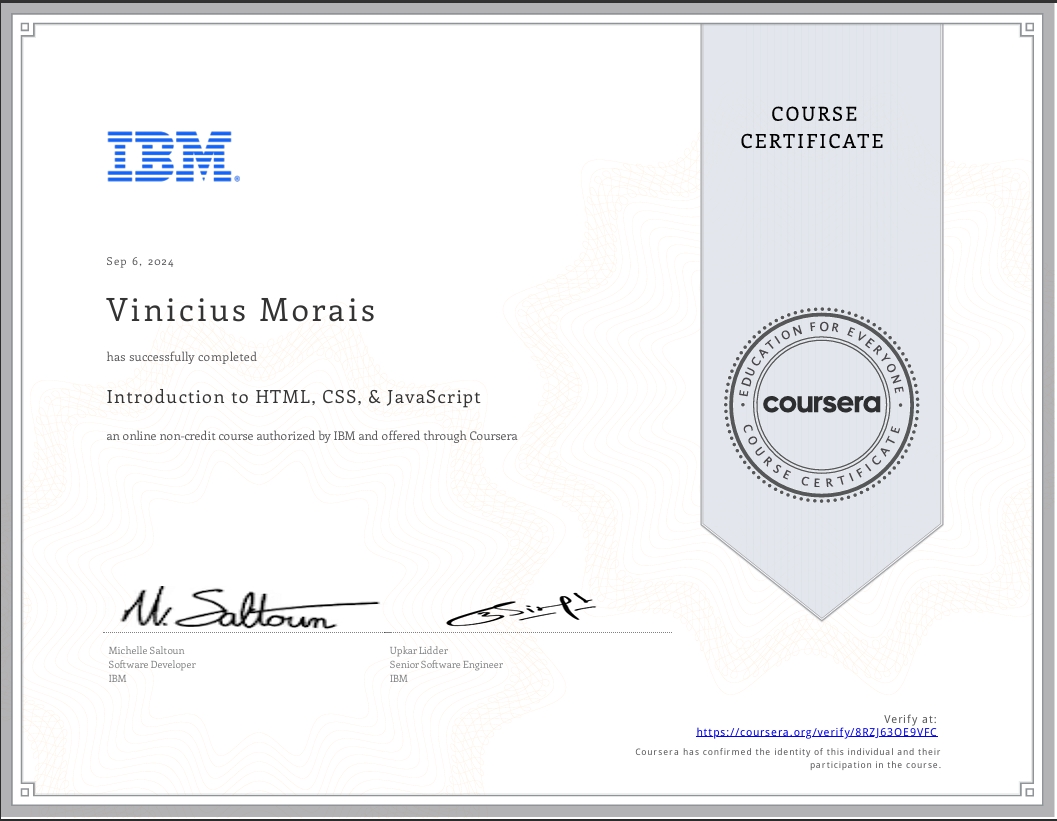 COURSE
CERTIFICATE
IBM®
Sep 6, 2024
Vinicius Morais
has successfully completed
Introduction to HTML, CSS, & JavaScript
an online non-credit course authorized by IBM and offered through Coursera
EDUCATION FOR EVERYONE
coursera
COURSE CERTIFICATE
M. Saltoun
Michelle Saltoun
Software Developer
IBM
Upkar Lidder
Senior Software Engineer
IBM
Verify at:
https://coursera.org/verify/8RZJ63OE9VFC
Coursera has confirmed the identity of this individual and their
participation in the course.